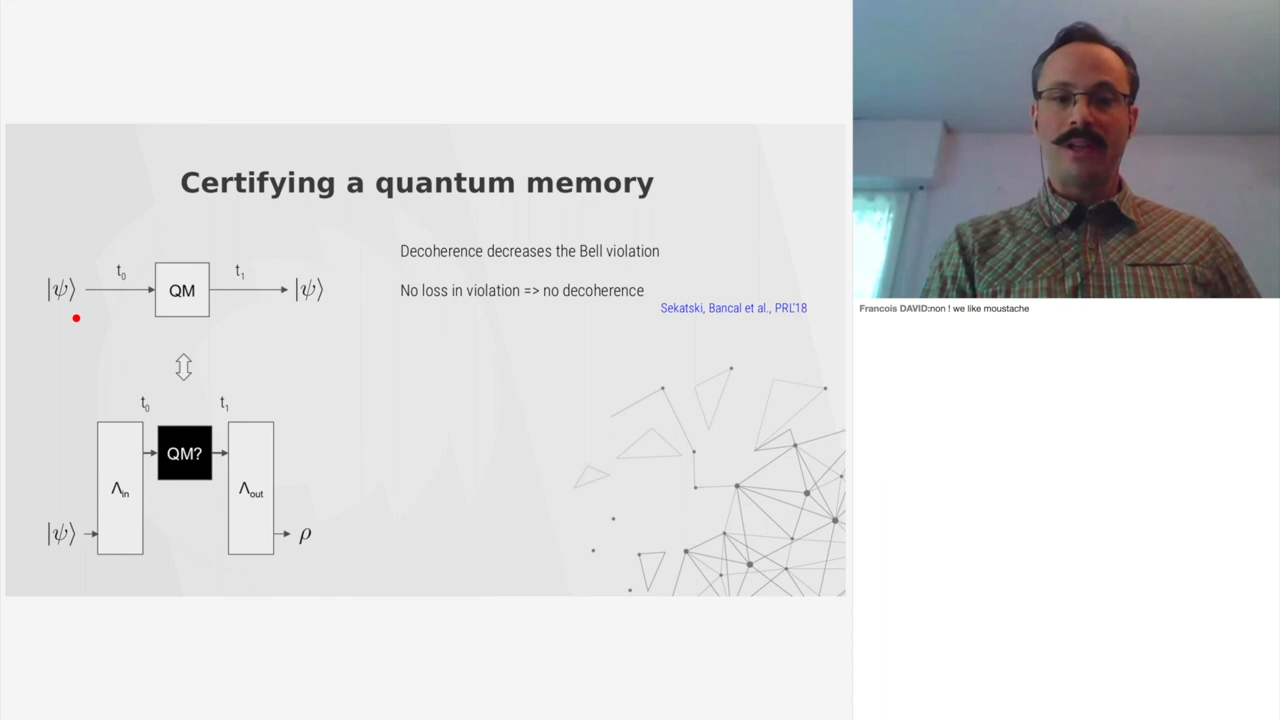 Certifying a quantum memory
Decoherence decreases the Bell violation
|ψ⟩ t₀ QM t₁ |ψ⟩
No loss in violation => no decoherence
Sekatski, Bancal et al., PRL'18
t₀ t₁
QM?
Λin Λout
|ψ⟩ ρ
Francois DAVID:non ! we like moustache